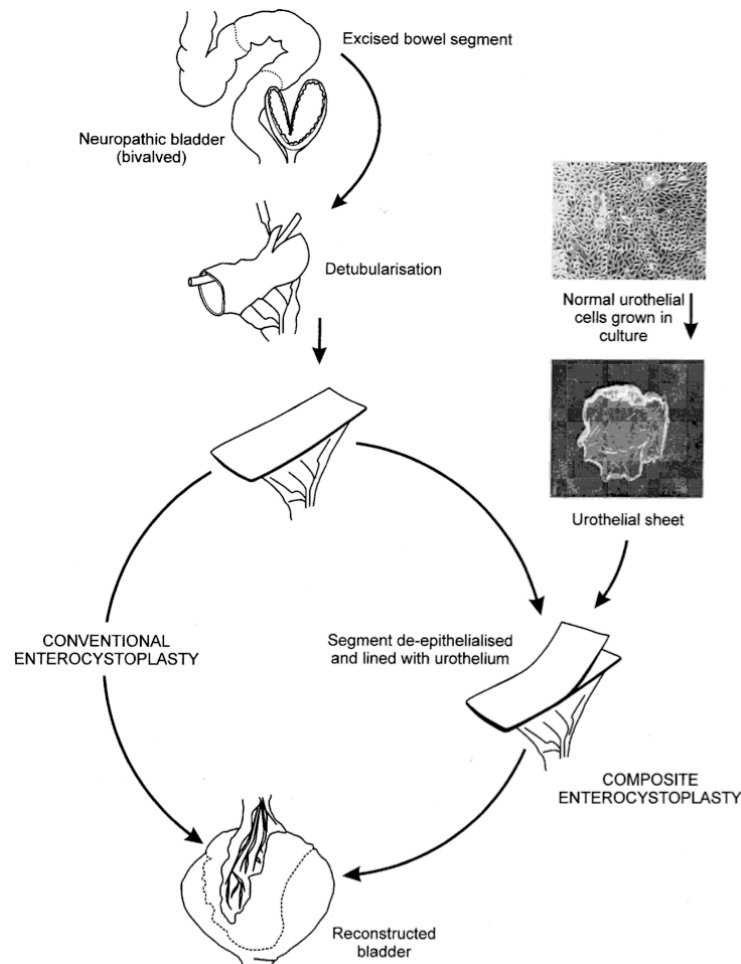 Excised bowel segment
Neuropathic bladder
(bivalved)
Detubularisation
Normal urothelial
cells grown in
culture
Urothelial sheet
CONVENTIONAL
ENTEROCYSTOPLASTY
Segment de-epithelialised
and lined with urothelium
COMPOSITE
ENTEROCYSTOPLASTY
Reconstructed
bladder